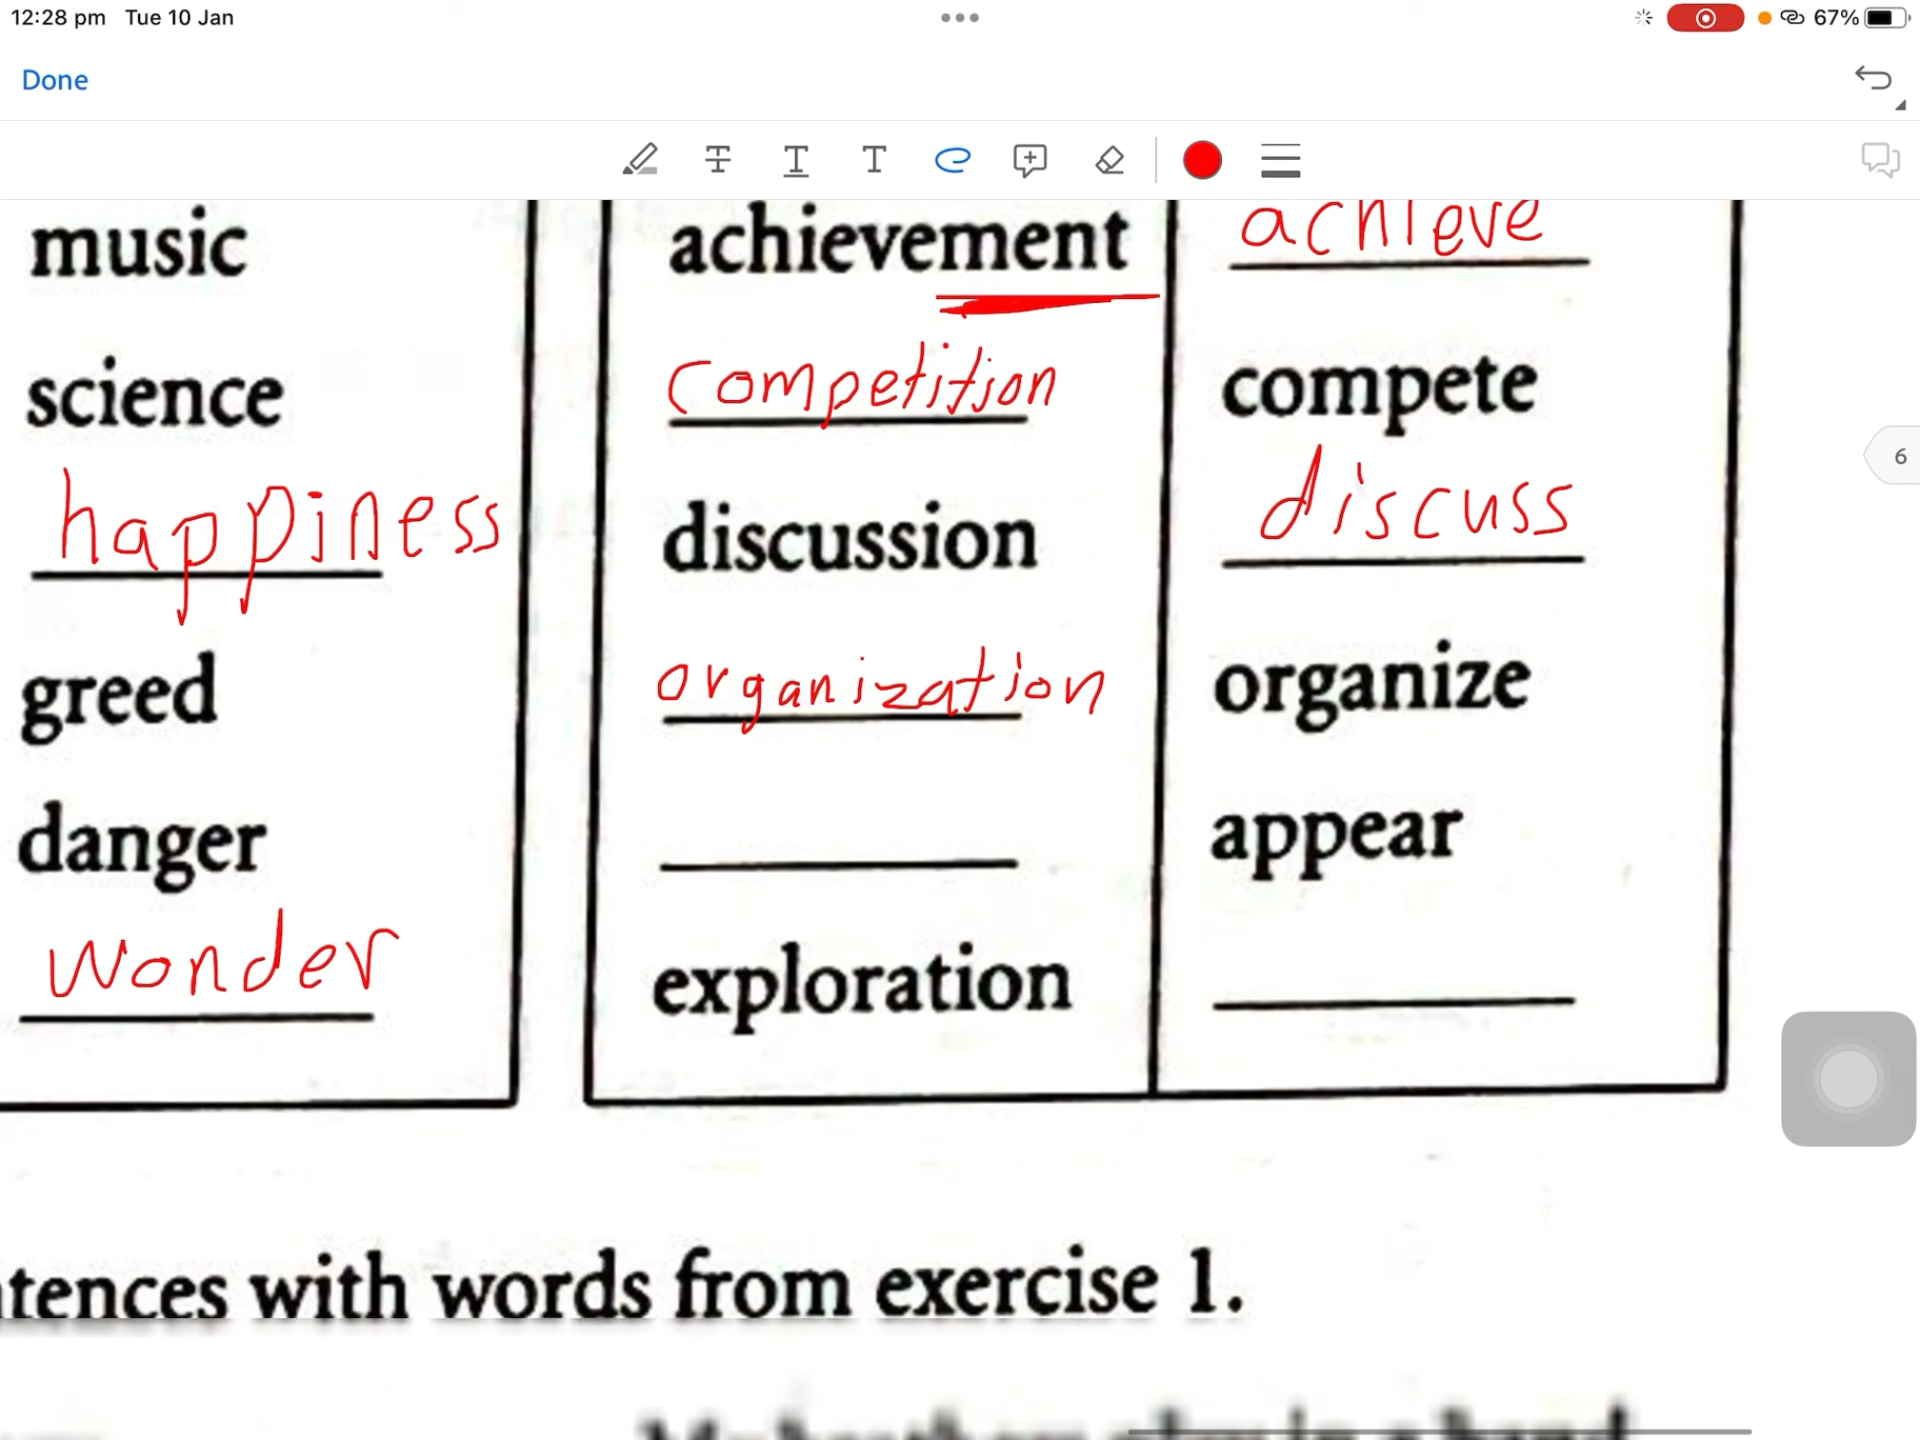 12:28 pm Tue 10 Jan
67%
Done
T T T
music
achievement
achieve
science
competition
compete
6
happiness
discussion
discuss
greed
organization
organize
danger
appear
wonder
exploration
tences with words from exercise 1.